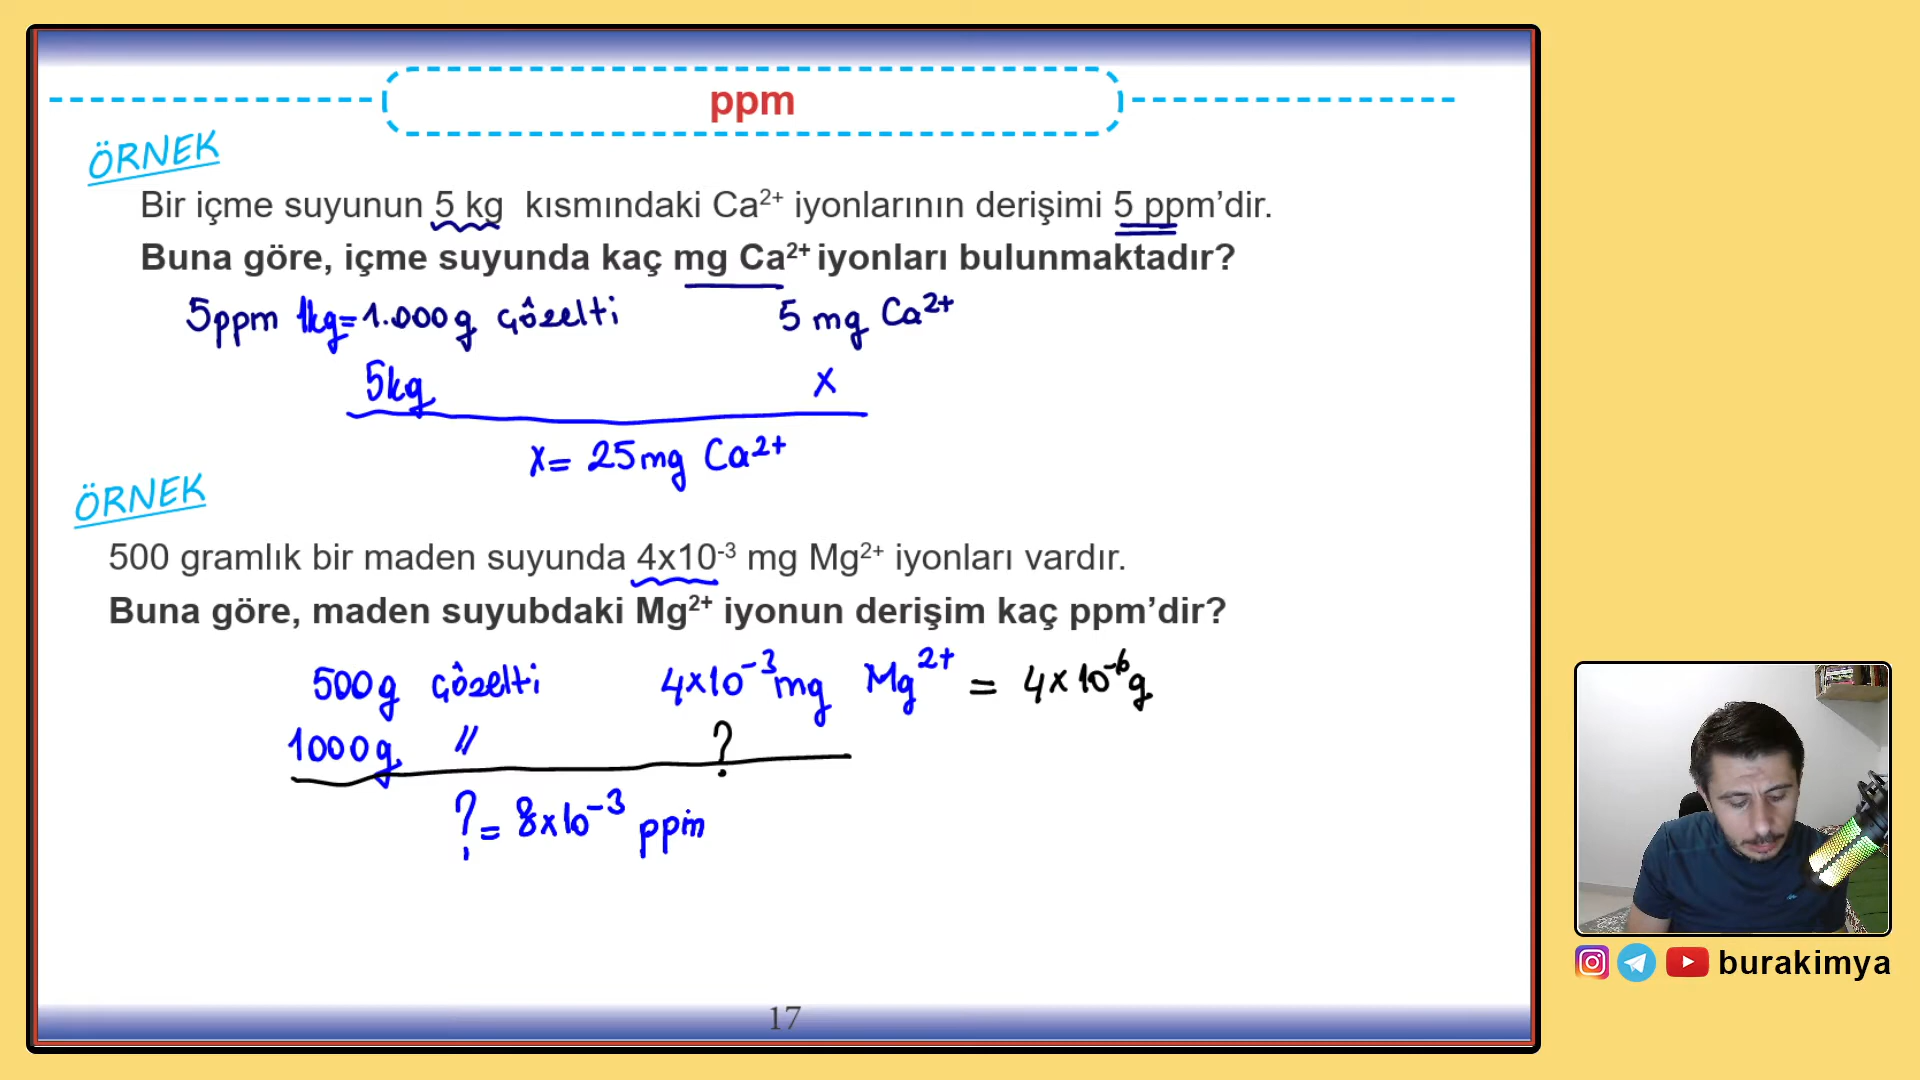 ppm
ÖRNEK
Bir içme suyunun 5 kg kısmındaki Ca²⁺ iyonlarının derişimi 5 ppm’dir.
Buna göre, içme suyunda kaç mg Ca²⁺ iyonları bulunmaktadır?
5ppm 1kg=1.000g çözelti 5 mg Ca²⁺
5kg x
x= 25mg Ca²⁺
ÖRNEK
500 gramlık bir maden suyunda 4x10⁻³ mg Mg²⁺ iyonları vardır.
Buna göre, maden suyubdaki Mg²⁺ iyonun derişim kaç ppm’dir?
500g çözelti 4x10⁻³mg Mg²⁺ = 4x10⁻⁶g
1000g // ?
?= 8x10⁻³ ppm
burakimya
17